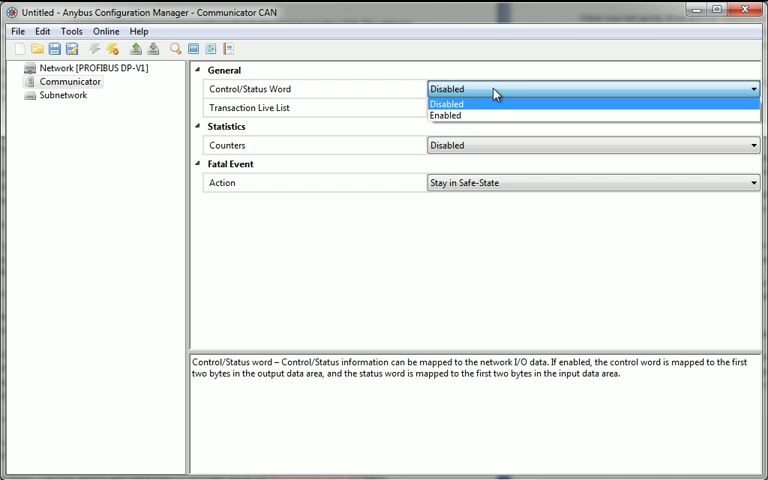 Untitled - Anybus Configuration Manager - Communicator CAN
File Edit Tools Online Help
Network [PROFIBUS DP-V1]
Communicator
Subnetwork
General
Control/Status Word Disabled
Disabled
Transaction Live List
Enabled
Statistics
Counters Disabled
Fatal Event
Action Stay in Safe-State
Control/Status word – Control/Status information can be mapped to the network I/O data. If enabled, the control word is mapped to the first
two bytes in the output data area, and the status word is mapped to the first two bytes in the input data area.